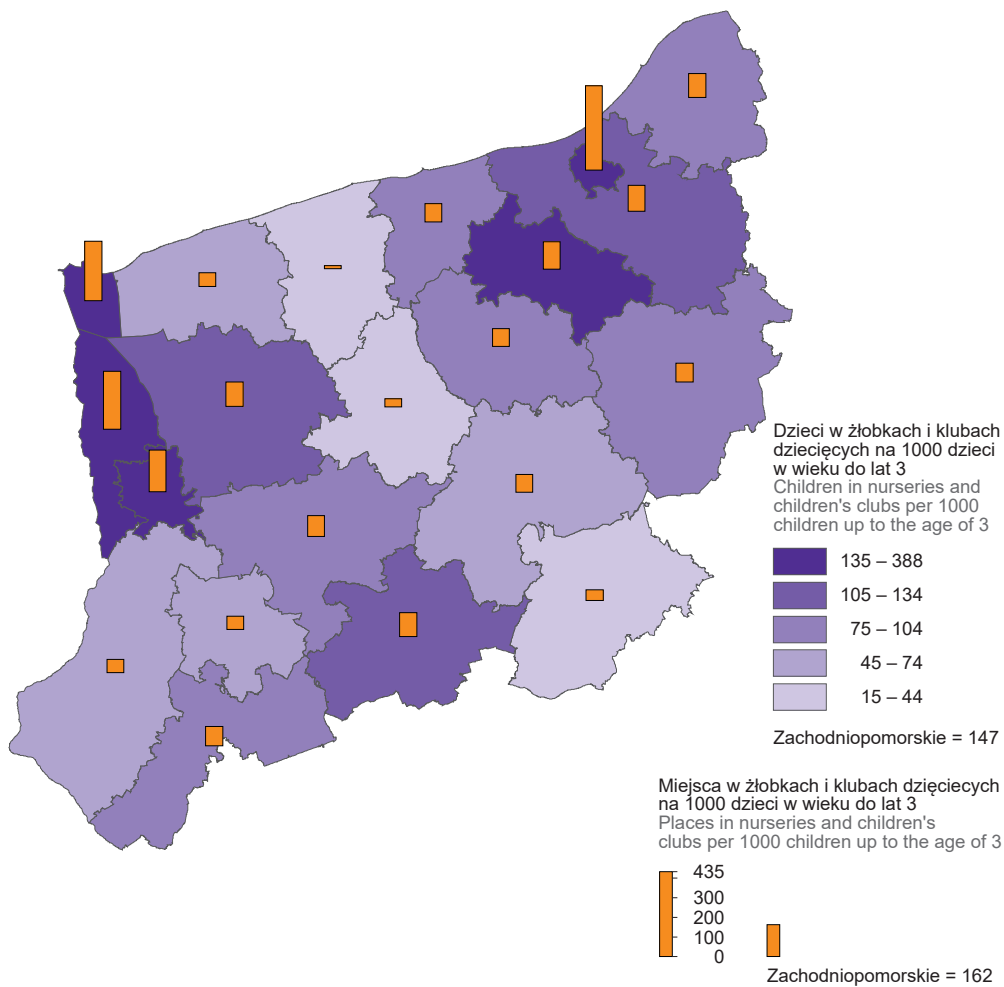 Dzieci w żłobkach i klubach
dziecięcych na 1000 dzieci
w wieku do lat 3
Children in nurseries and
children's clubs per 1000
children up to the age of 3
135 – 388
105 – 134
75 – 104
45 – 74
15 – 44
Zachodniopomorskie = 147
Miejsca w żłobkach i klubach dzięciecych
na 1000 dzieci w wieku do lat 3
Places in nurseries and children's
clubs per 1000 children up to the age of 3
435
300
200
100
0
Zachodniopomorskie = 162